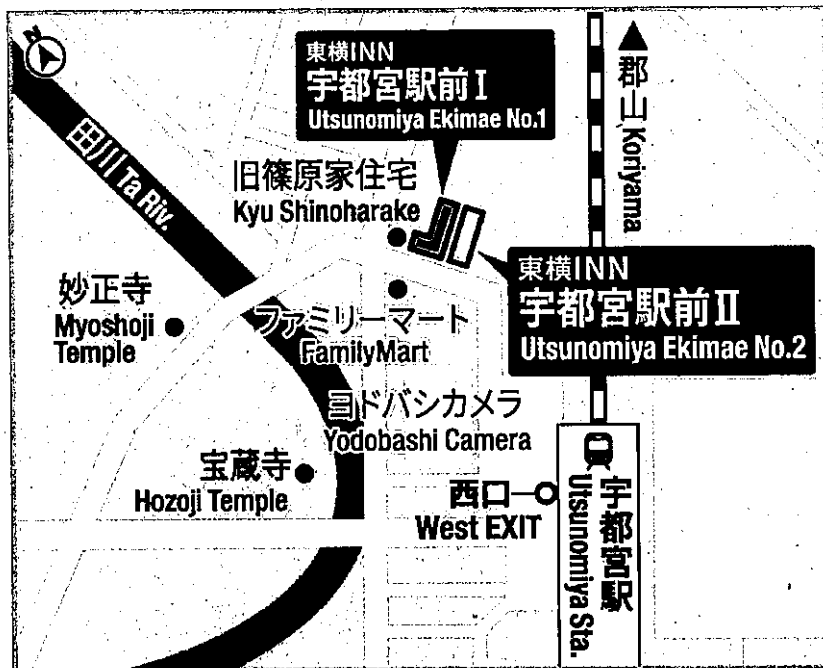 N
東横INN
宇都宮駅前Ⅰ
Utsunomiya Ekimae No.1
▲郡山 Koriyama
田川 Ta Riv.
旧篠原家住宅
Kyu Shinoharake
東横INN
宇都宮駅前Ⅱ
Utsunomiya Ekimae No.2
妙正寺
Myoshoji
Temple
ファミリーマート
FamilyMart
ヨドバシカメラ
Yodobashi Camera
宝蔵寺
Hozoji Temple
西口
West EXIT
宇都宮駅
Utsunomiya Sta.